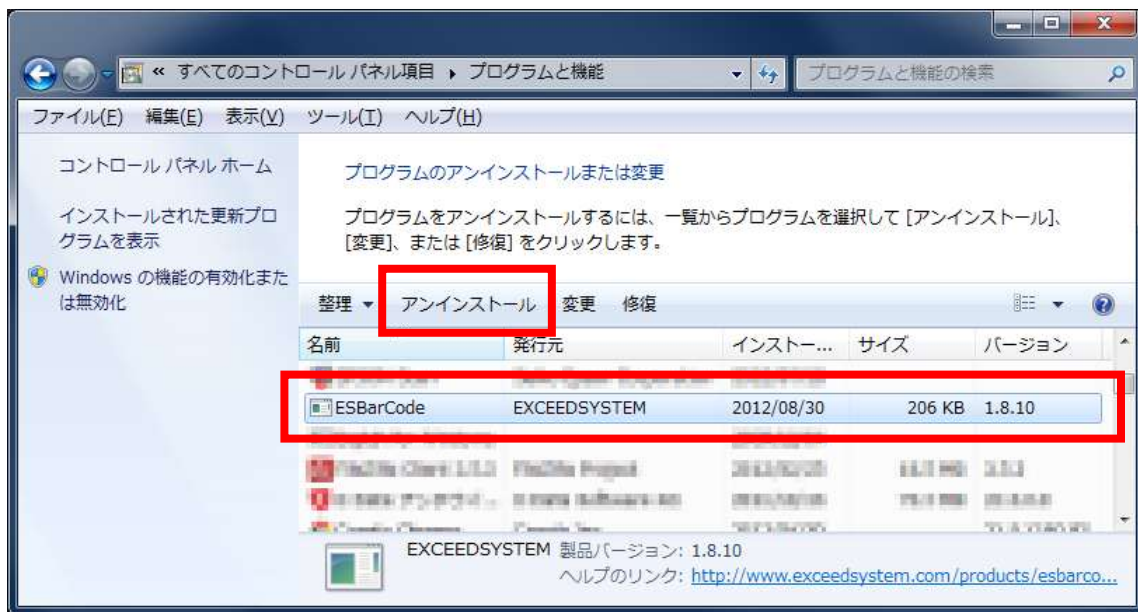 « すべてのコントロール パネル項目 ▸ プログラムと機能
プログラムと機能の検索
ファイル(F) 編集(E) 表示(V) ツール(T) ヘルプ(H)
コントロール パネル ホーム
インストールされた更新プロ
グラムを表示
Windows の機能の有効化また
は無効化
プログラムのアンインストールまたは変更
プログラムをアンインストールするには、一覧からプログラムを選択して [アンインストール]、
[変更]、または [修復] をクリックします。
整理 アンインストール 変更 修復
名前 発行元 インストー... サイズ バージョン
ESBarCode EXCEEDSYSTEM 2012/08/30 206 KB 1.8.10
EXCEEDSYSTEM 製品バージョン: 1.8.10
ヘルプのリンク: http://www.exceedsystem.com/products/esbarco...